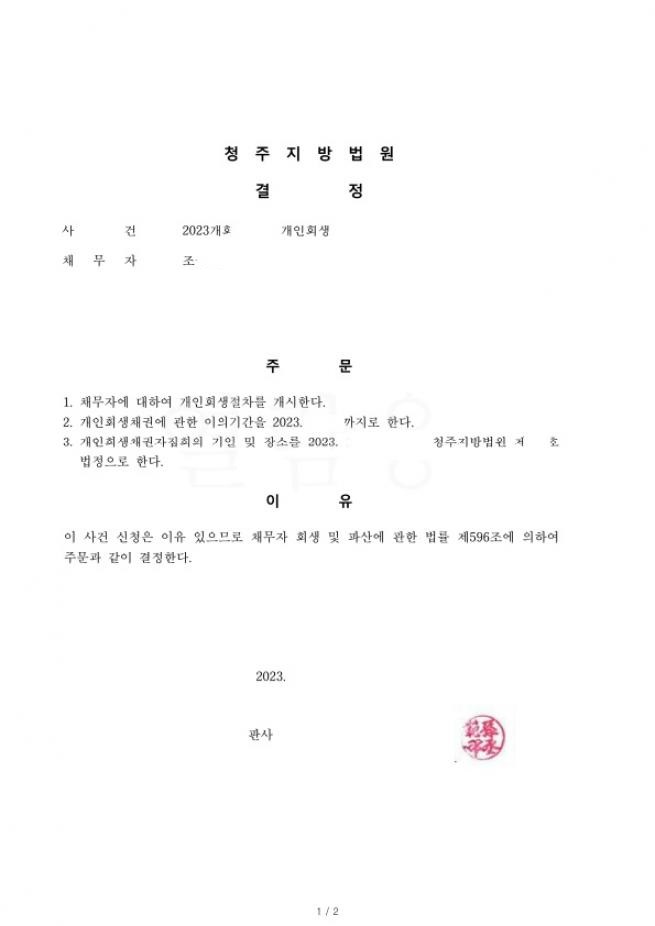 청 주 지 방 법 원
결 정
사 건 2023개회 개인회생
채 무 자 조
주 문
1. 채무자에 대하여 개인회생절차를 개시한다.
2. 개인회생채권에 관한 이의기간을 2023. 까지로 한다.
3. 개인회생채권자집회의 기일 및 장소를 2023. 청주지방법원 제 호
법정으로 한다.
이 유
이 사건 신청은 이유 있으므로 채무자 회생 및 파산에 관한 법률 제596조에 의하여
주문과 같이 결정한다.
2023.
판사
1 / 2